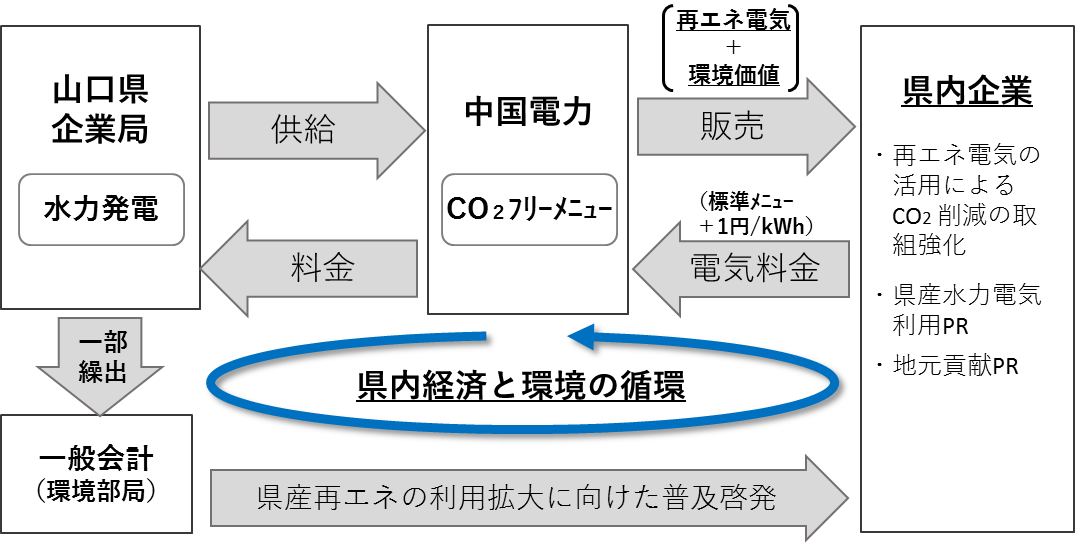 山口県
企業局
水力発電
供給
料金
中国電力
CO₂ﾌﾘｰﾒﾆｭｰ
再エネ電気
+
環境価値
販売
（標準ﾒﾆｭｰ
＋1円/kWh）
電気料金
県内企業
・再エネ電気の
活用による
CO₂ 削減の取
組強化
・県産水力電気
利用PR
・地元貢献PR
一部
繰出
県内経済と環境の循環
一般会計
（環境部局）
県産再エネの利用拡大に向けた普及啓発